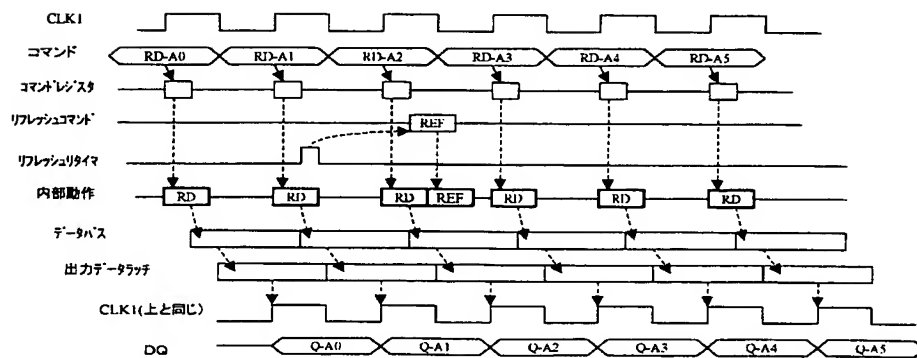 CLK1
コマンド RD-A0 RD-A1 RD-A2 RD-A3 RD-A4 RD-A5
コマンドレジスタ
リフレッシュコマンド REF
リフレッシュリタイマ
内部動作 RD RD RD REF RD RD RD
データバス
出力データラッチ
CLK1(上と同じ)
DQ Q-A0 Q-A1 Q-A2 Q-A3 Q-A4 Q-A5